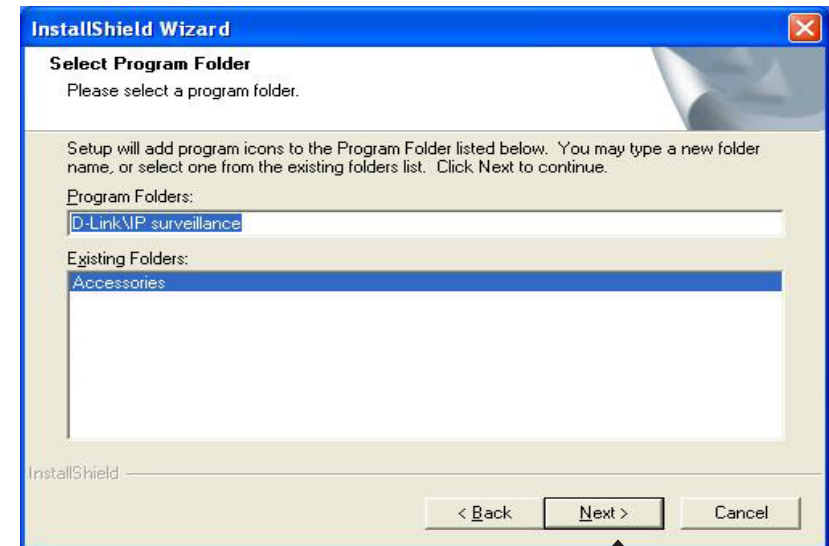 InstallShield Wizard
Select Program Folder
Please select a program folder.
Setup will add program icons to the Program Folder listed below. You may type a new folder
name, or select one from the existing folders list. Click Next to continue.
Program Folders:
D-Link\IP surveillance
Existing Folders:
Accessories
InstallShield
< Back Next > Cancel